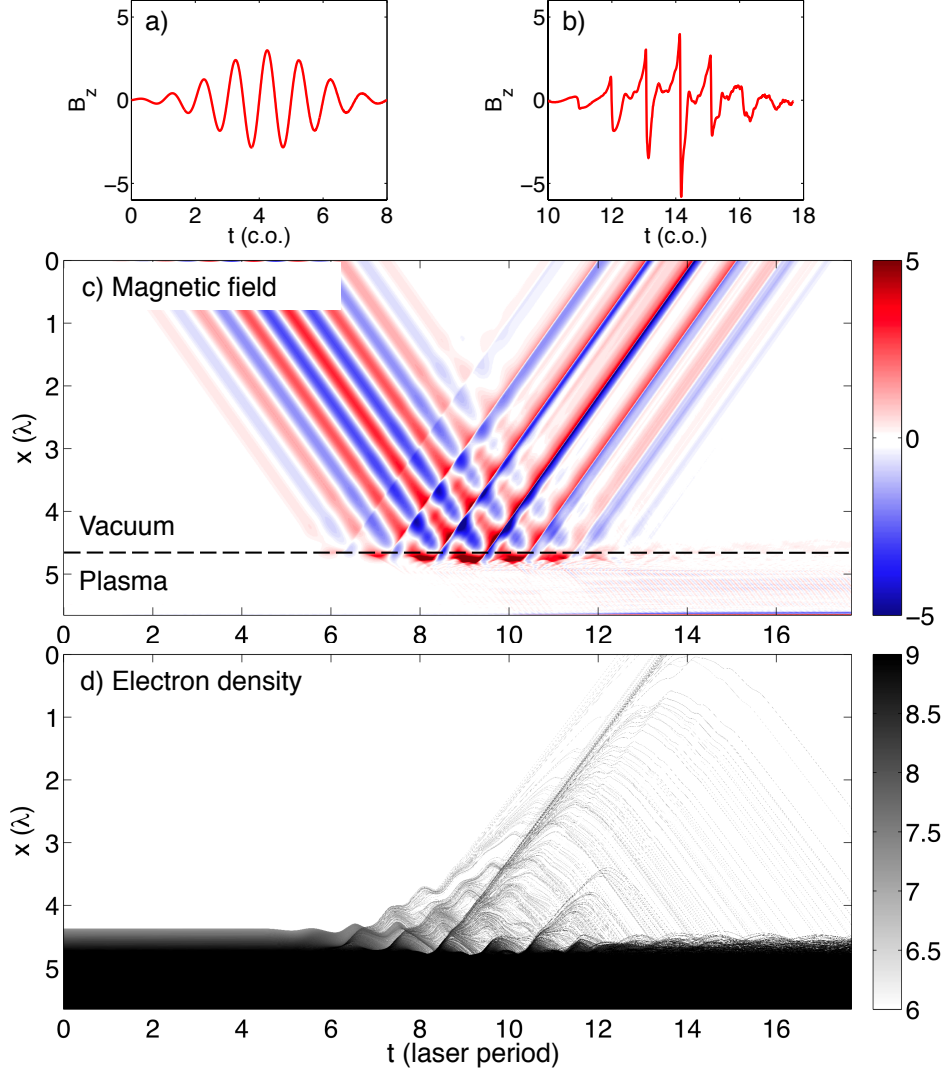 a)
5
0
−5
B_z
0 2 4 6 8
t (c.o.)
b)
5
0
−5
B_z
10 12 14 16 18
t (c.o.)
c) Magnetic field
0
1
2
3
4
5
x (λ)
Vacuum
Plasma
0 2 4 6 8 10 12 14 16
5
0
−5
d) Electron density
0
1
2
3
4
5
x (λ)
0 2 4 6 8 10 12 14 16
t (laser period)
9
8.5
8
7.5
7
6.5
6